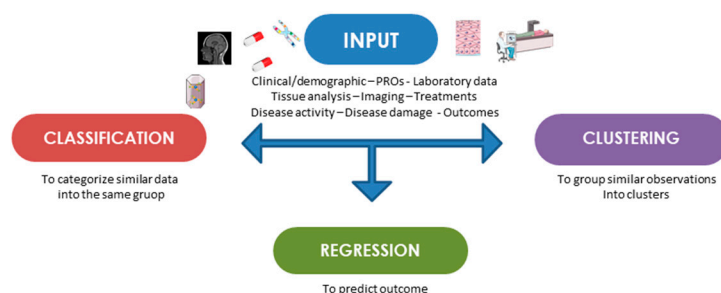 INPUT
Clinical/demographic – PROs - Laboratory data
Tissue analysis – Imaging – Treatments
Disease activity – Disease damage - Outcomes
CLASSIFICATION
To categorize similar data
into the same gruop
CLUSTERING
To group similar observations
Into clusters
REGRESSION
To predict outcome